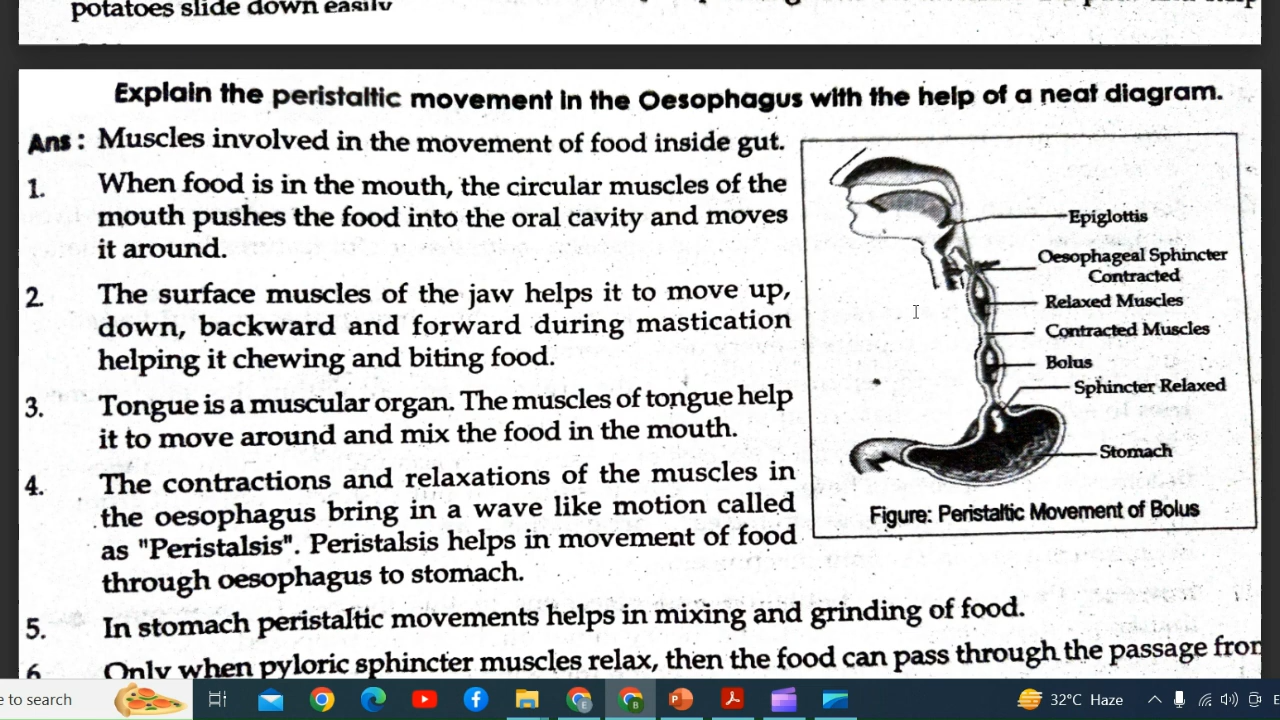 potatoes slide down easily
Explain the peristaltic movement in the Oesophagus with the help of a neat diagram.
Ans : Muscles involved in the movement of food inside gut.
1. When food is in the mouth, the circular muscles of the
mouth pushes the food into the oral cavity and moves
it around.
2. The surface muscles of the jaw helps it to move up,
down, backward and forward during mastication
helping it chewing and biting food.
3. Tongue is a muscular organ. The muscles of tongue help
it to move around and mix the food in the mouth.
4. The contractions and relaxations of the muscles in
the oesophagus bring in a wave like motion called
as "Peristalsis". Peristalsis helps in movement of food
through oesophagus to stomach.
5. In stomach peristaltic movements helps in mixing and grinding of food.
6. Only when pyloric sphincter muscles relax, then the food can pass through the passage from
Epiglottis
Oesophageal Sphincter
Contracted
Relaxed Muscles
Contracted Muscles
Bolus
Sphincter Relaxed
Stomach
Figure: Peristaltic Movement of Bolus
e to search
32°C Haze